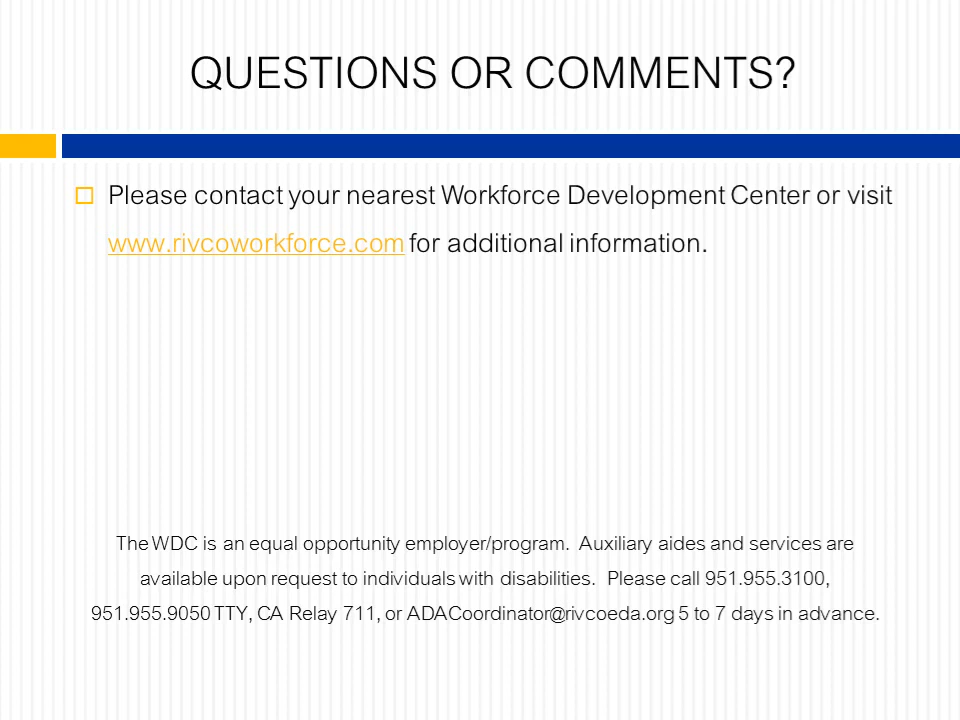 QUESTIONS OR COMMENTS?
Please contact your nearest Workforce Development Center or visit
www.rivcoworkforce.com for additional information.
The WDC is an equal opportunity employer/program.  Auxiliary aides and services are
available upon request to individuals with disabilities.  Please call 951.955.3100,
951.955.9050 TTY, CA Relay 711, or ADACoordinator@rivcoeda.org 5 to 7 days in advance.